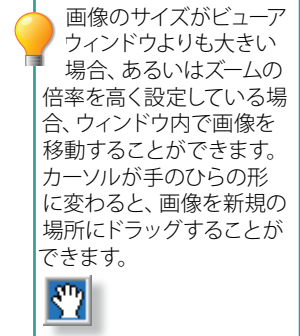 画像のサイズがビューア
ウィンドウよりも大きい
場合、あるいはズームの
倍率を高く設定している場
合、ウィンドウ内で画像を
移動することができます。
カーソルが手のひらの形
に変わると、画像を新規の
場所にドラッグすることが
できます。